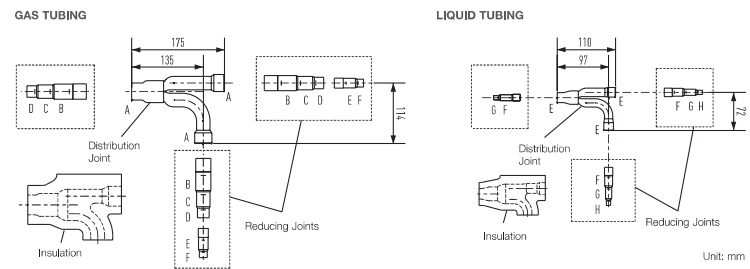 GAS TUBING
175
135
D C B
A
A
B C D
E F
114
A
Distribution
Joint
B
C
D
E
F
Reducing Joints
Insulation
LIQUID TUBING
110
97
G F
E
E
F G H
72
E
Distribution
Joint
F
G
H
Reducing Joints
Insulation
Unit: mm